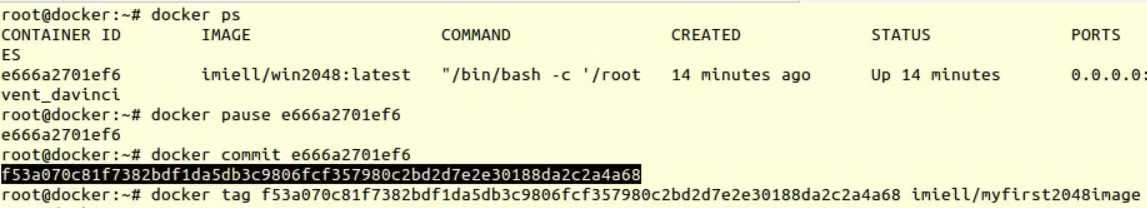 root@docker:~# docker ps
CONTAINER ID        IMAGE                   COMMAND                CREATED             STATUS              PORTS
ES
e666a2701ef6        imiell/win2048:latest   "/bin/bash -c '/root   14 minutes ago      Up 14 minutes       0.0.0.0:
vent_davinci
root@docker:~# docker pause e666a2701ef6
e666a2701ef6
root@docker:~# docker commit e666a2701ef6
f53a070c81f7382bdf1da5db3c9806fcf357980c2bd2d7e2e30188da2c2a4a68
root@docker:~# docker tag f53a070c81f7382bdf1da5db3c9806fcf357980c2bd2d7e2e30188da2c2a4a68 imiell/myfirst2048image